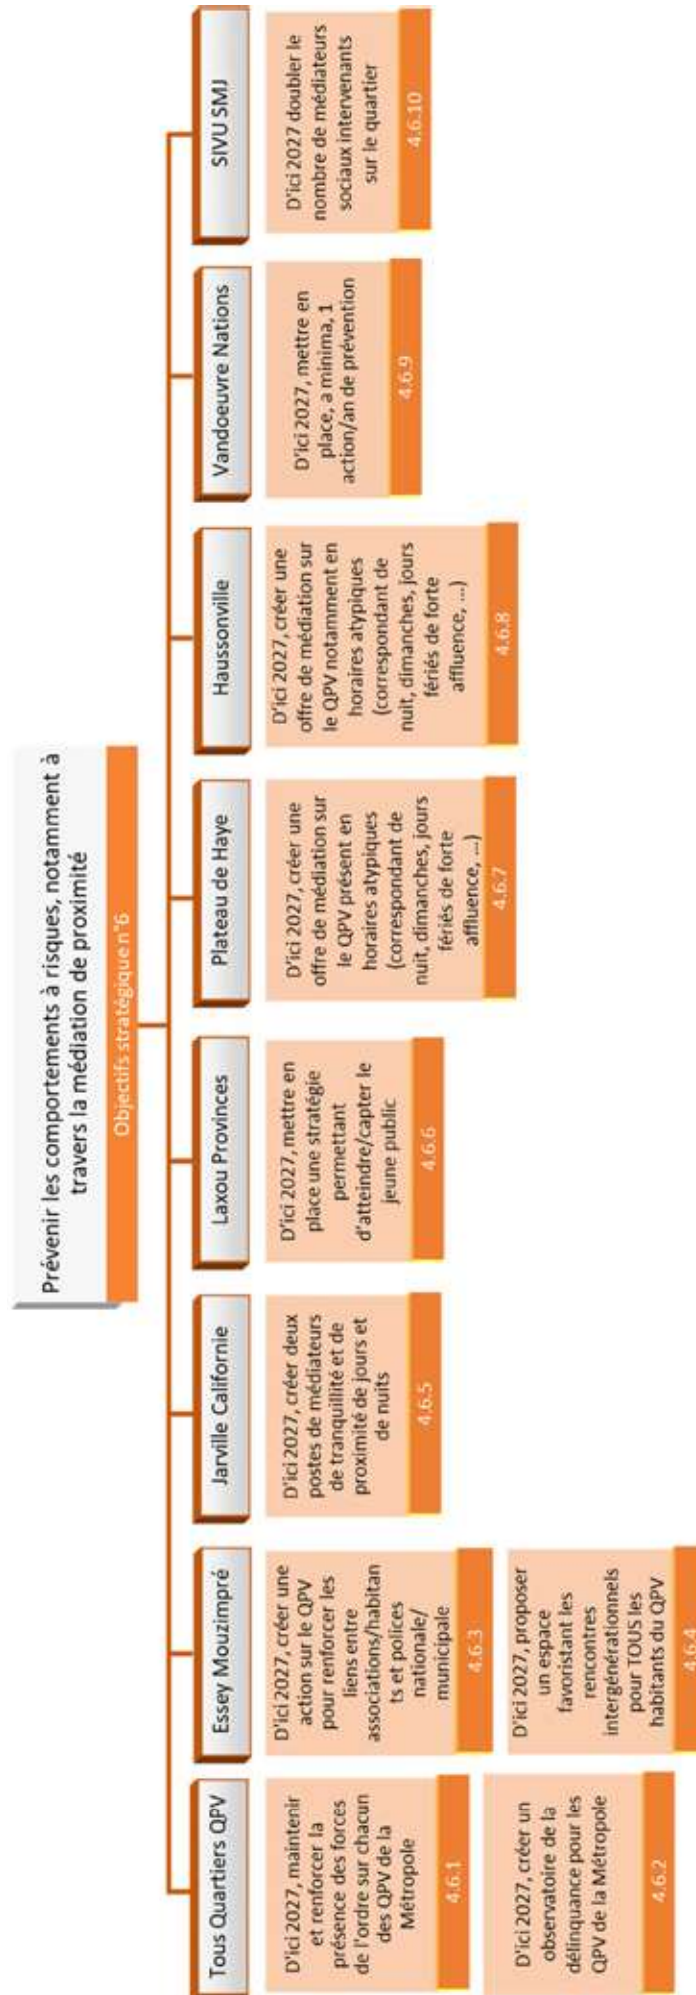 Prévenir les comportements à risques, notamment à
travers la médiation de proximité
Objectifs stratégique n°6
Tous Quartiers QPV
D'ici 2027, maintenir
et renforcer la
présence des forces
de l'ordre sur chacun
des QPV de la
Métropole
4.6.1
D'ici 2027, créer un
observatoire de la
délinquance pour les
QPV de la Métropole
4.6.2
Essey Mouzimpré
D'ici 2027, créer une
action sur le QPV
pour renforcer les
liens entre
associations/habitan
ts et polices
nationale/
municipale
4.6.3
D'ici 2027, proposer
un espace
favoristant les
rencontres
intergénérationnels
pour TOUS les
habitants du QPV
4.6.4
Jarville Californie
D'ici 2027, créer deux
postes de médiateurs
de tranquillité et de
proximité de jours et
de nuits
4.6.5
Laxou Provinces
D'ici 2027, mettre en
place une stratégie
permettant
d'atteindre/capter le
jeune public
4.6.6
Plateau de Haye
D'ici 2027, créer une
offre de médiation sur
le QPV présent en
horaires atypiques
(correspondant de
nuit, dimanches, jours
fériés de forte
affluence, ...)
4.6.7
Haussonville
D'ici 2027, créer une
offre de médiation sur
le QPV notamment en
horaires atypiques
(correspondant de
nuit, dimanches, jours
fériés de forte
affluence, ...)
4.6.8
Vandoeuvre Nations
D'ici 2027, mettre en
place, a minima, 1
action/an de prévention
4.6.9
SIVU SMJ
D'ici 2027 doubler le
nombre de médiateurs
sociaux intervenants
sur le quartier
4.6.10